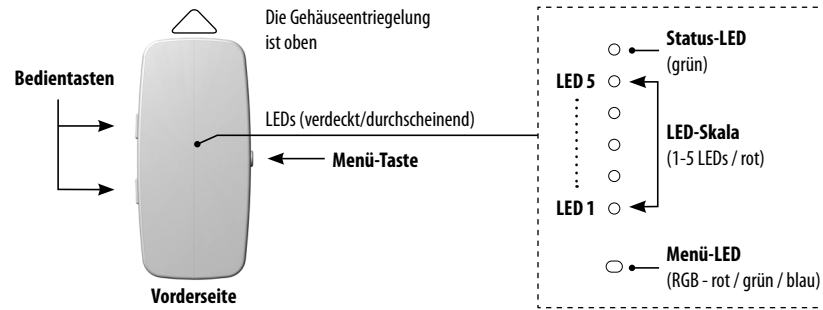 Die Gehäuseentriegelung
ist oben
Bedientasten
LEDs (verdeckt/durchscheinend)
Menü-Taste
Vorderseite
Status-LED
(grün)
LED 5
LED-Skala
(1-5 LEDs / rot)
LED 1
Menü-LED
(RGB - rot / grün / blau)